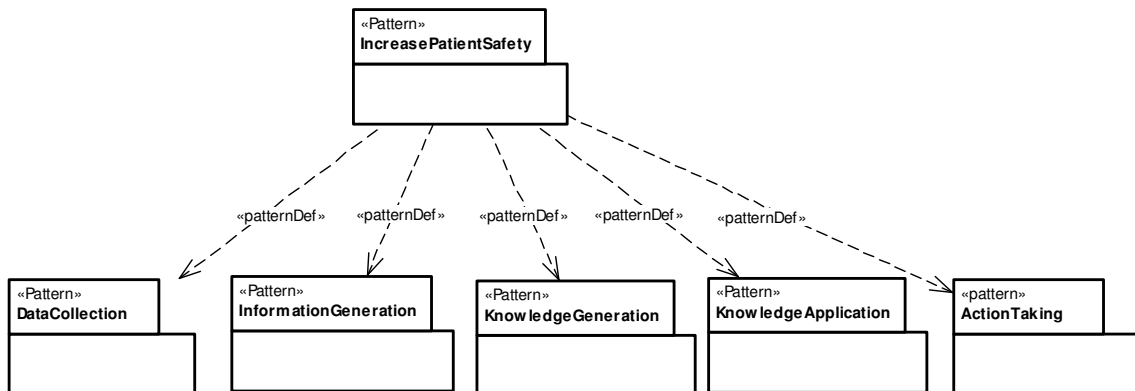 «Pattern»
IncreasePatientSafety
«patternDef» «patternDef» «patternDef» «patternDef» «patternDef»
«Pattern»
DataCollection
«Pattern»
InformationGeneration
«Pattern»
KnowledgeGeneration
«Pattern»
KnowledgeApplication
«pattern»
ActionTaking